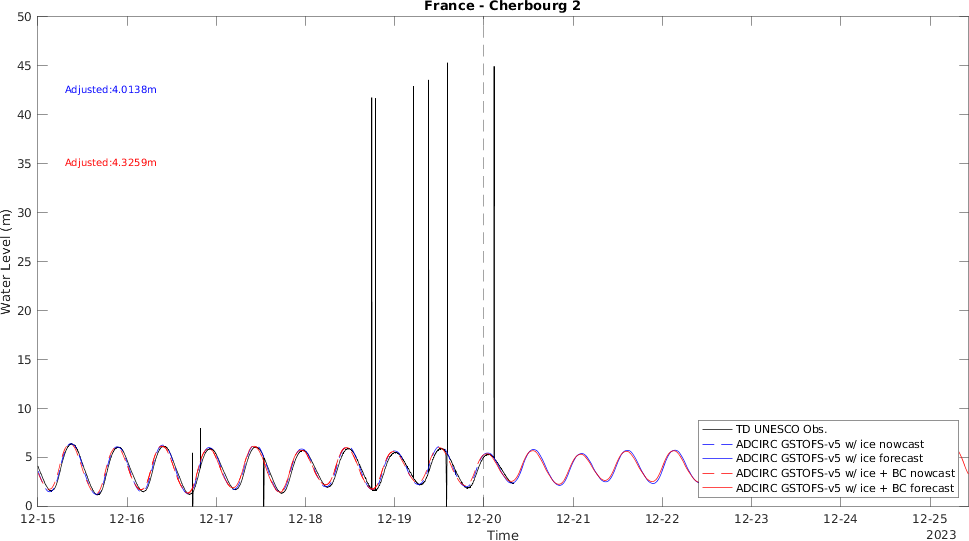 France - Cherbourg 2
50
45
40
35
30
25
20
15
10
5
0
Water Level (m)
Adjusted:4.0138m
Adjusted:4.3259m
TD UNESCO Obs.
ADCIRC GSTOFS-v5 w/ ice nowcast
ADCIRC GSTOFS-v5 w/ ice forecast
ADCIRC GSTOFS-v5 w/ ice + BC nowcast
ADCIRC GSTOFS-v5 w/ ice + BC forecast
12-15 12-16 12-17 12-18 12-19 12-20 12-21 12-22 12-23 12-24 12-25
Time
2023